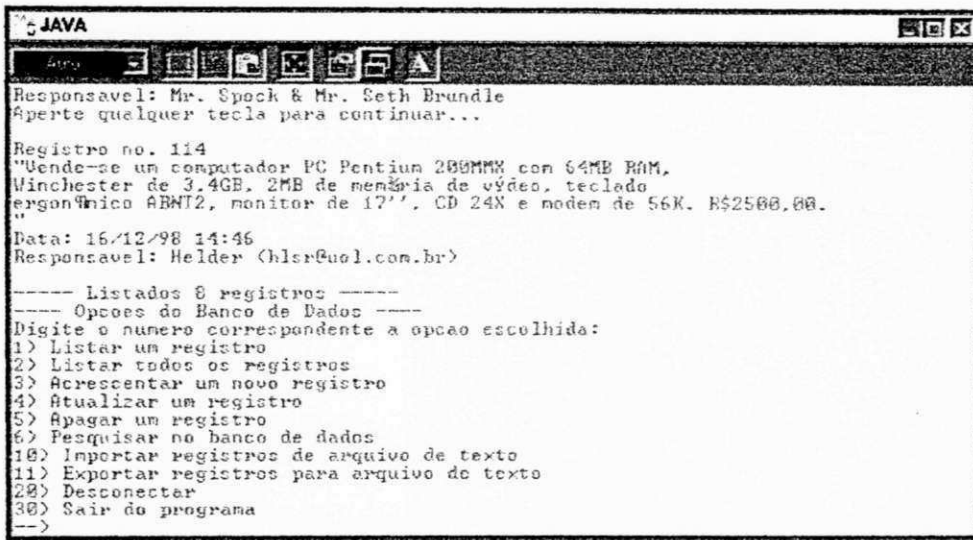 JAVA
Auto
A
Responsavel: Mr. Spock & Mr. Seth Brundle
Aperte qualquer tecla para continuar...
Registro no. 114
"Vende-se um computador PC Pentium 200MMX com 64MB RAM,
Winchester de 3.4GB, 2MB de de výdeo, teclado
ABNT2, monitor de 17'', CD 24X e modem de 56K. R$2500,00.
"
Data: 16/12/98 14:46
Responsavel: Helder (hlsr@uol.com.br)
----- Listados 8 registros -----
---- Opcoes do Banco de Dados ----
Digite o numero correspondente a opcao escolhida:
1) Listar um registro
2) Listar todos os registros
3) Acrescentar um novo registro
4) Atualizar um registro
5) Apagar um registro
6) Pesquisar no banco de dados
10) Importar registros de arquivo de texto
11) Exportar registros para arquivo de texto
20) Desconectar
30) Sair do programa
-->